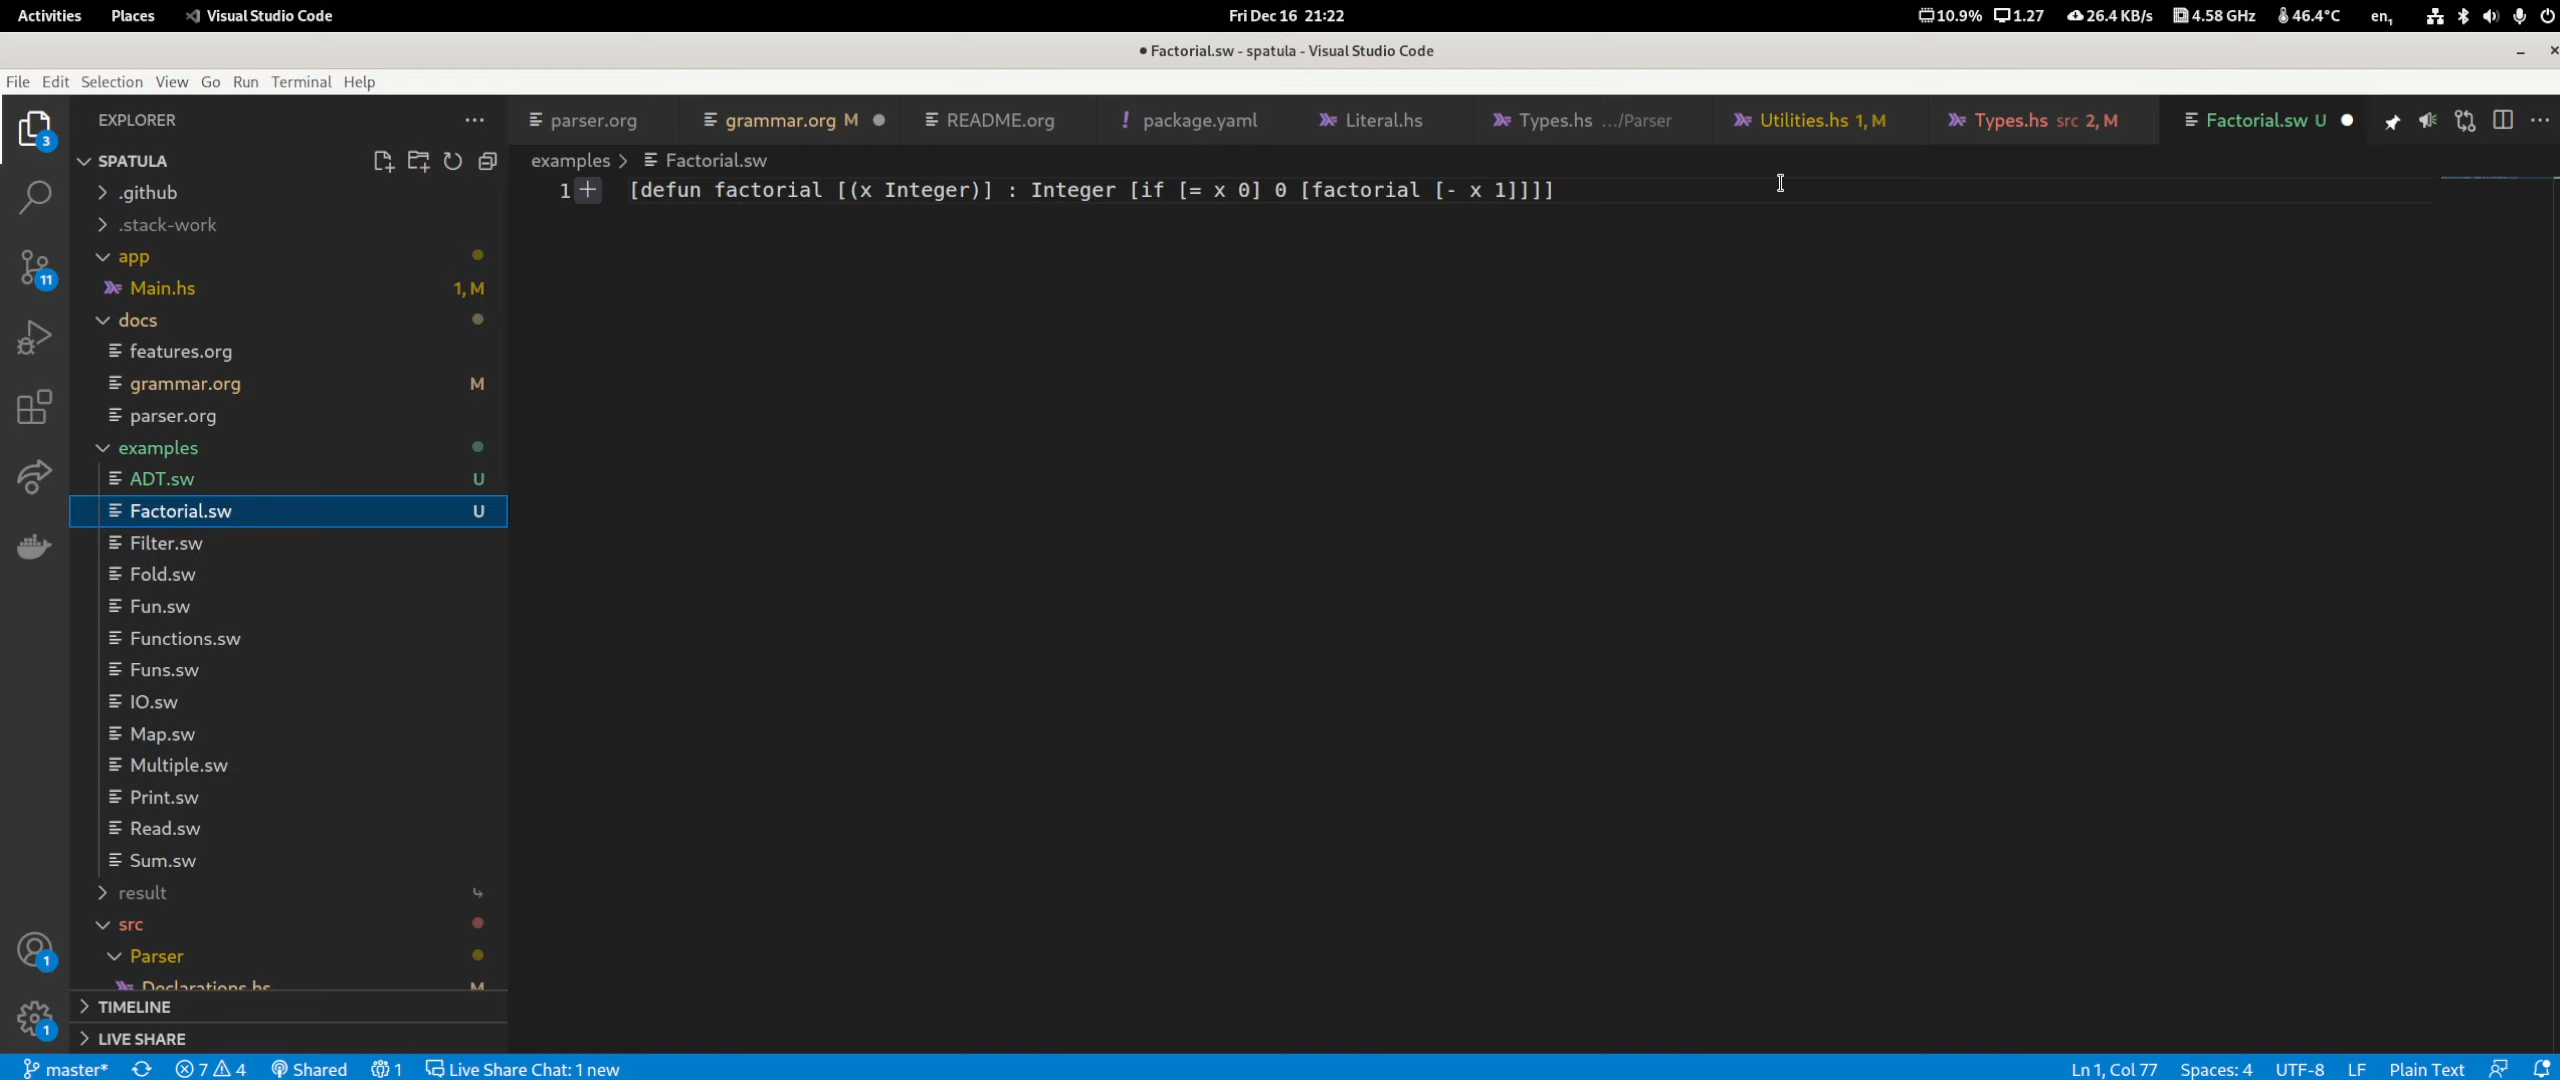 Activities Places Visual Studio Code Fri Dec 16 21:22 10.9% 1.27 26.4 KB/s 4.58 GHz 46.4°C en₁
● Factorial.sw - spatula - Visual Studio Code
File Edit Selection View Go Run Terminal Help
EXPLORER
parser.org grammar.org M README.org ! package.yaml Literal.hs Types.hs .../Parser Utilities.hs 1, M Types.hs src 2, M Factorial.sw U
3
SPATULA
examples > Factorial.sw
1 + [defun factorial [(x Integer)] : Integer [if [= x 0] 0 [factorial [- x 1]]]]
.github
.stack-work
app
11
Main.hs 1, M
docs
features.org
grammar.org M
parser.org
examples
ADT.sw U
Factorial.sw U
Filter.sw
Fold.sw
Fun.sw
Functions.sw
Funs.sw
IO.sw
Map.sw
Multiple.sw
Print.sw
Read.sw
Sum.sw
result
src
Parser
1
Declarations.hs M
TIMELINE
1
LIVE SHARE
master* 7 4 Shared 1 Live Share Chat: 1 new Ln 1, Col 77 Spaces: 4 UTF-8 LF Plain Text